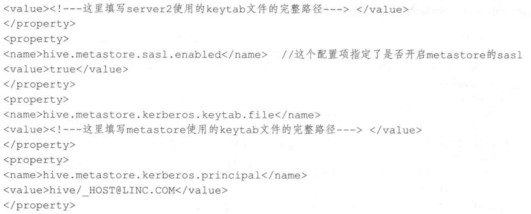 <value><!---这里填写server2使用的keytab文件的完整路径---> </value>
</property>
<property>
<name>hive.metastore.sasl.enabled</name> //这个配置项指定了是否开启metastore的sasl
<value>true</value>
</property>
<property>
<name>hive.metastore.kerberos.keytab.file</name>
<value><!---这里填写metastore使用的keytab文件的完整路径---> </value>
</property>
<property>
<name>hive.metastore.kerberos.principal</name>
<value>hive/_HOST@LINC.COM</value>
</property>